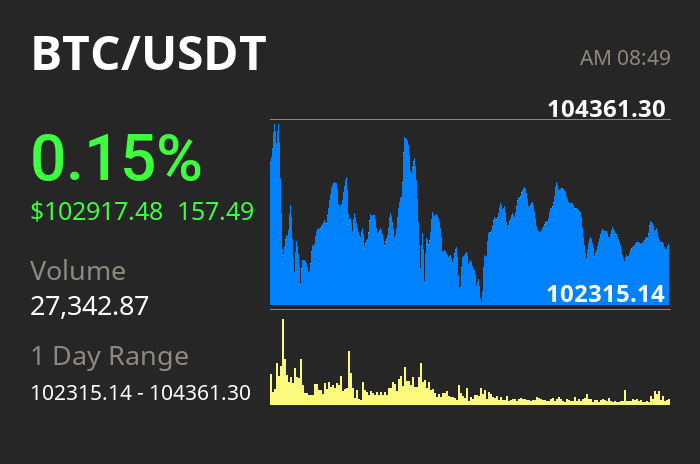 BTC/USDT
AM 08:49
104361.30
0.15%
$102917.48 157.49
Volume
27,342.87
102315.14
1 Day Range
102315.14 - 104361.30